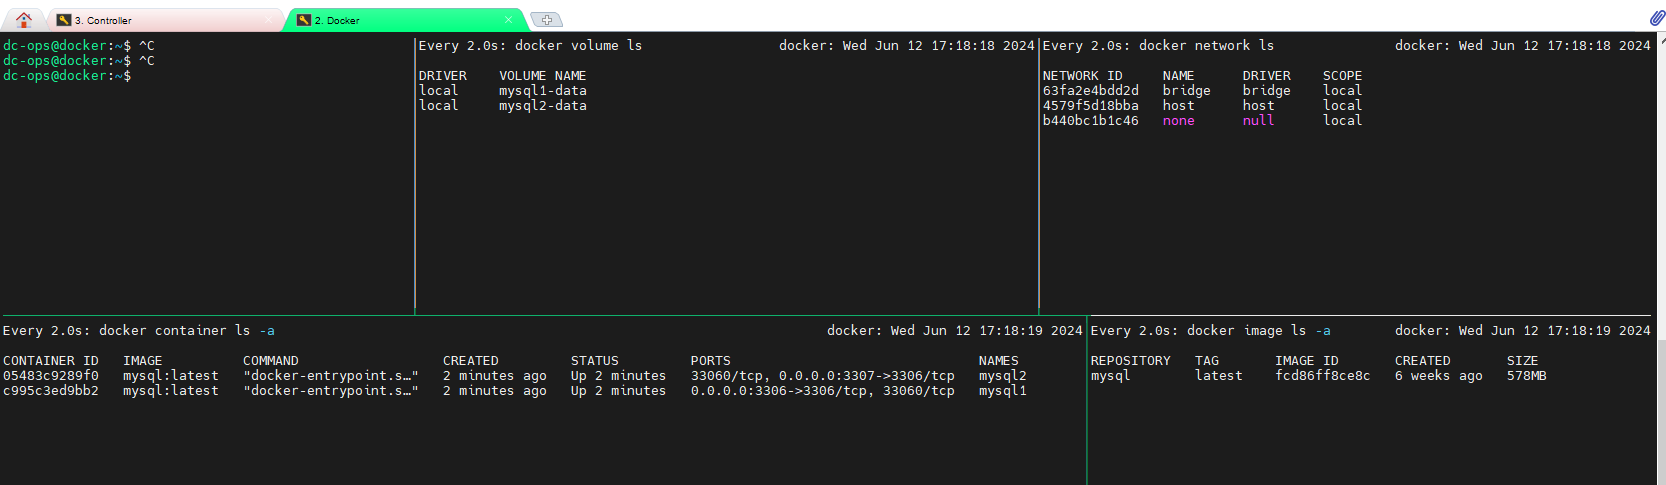 3. Controller
2. Docker
dc-ops@docker:~$ ^C
dc-ops@docker:~$ ^C
dc-ops@docker:~$
Every 2.0s: docker volume ls docker: Wed Jun 12 17:18:18 2024
DRIVER VOLUME NAME
local mysql1-data
local mysql2-data
Every 2.0s: docker network ls docker: Wed Jun 12 17:18:18 2024
NETWORK ID NAME DRIVER SCOPE
63fa2e4bdd2d bridge bridge local
4579f5d18bba host host local
b440bc1b1c46 none null local
Every 2.0s: docker container ls -a docker: Wed Jun 12 17:18:19 2024
CONTAINER ID IMAGE COMMAND CREATED STATUS PORTS NAMES
05483c9289f0 mysql:latest "docker-entrypoint.s…" 2 minutes ago Up 2 minutes 33060/tcp, 0.0.0.0:3307->3306/tcp mysql2
c995c3ed9bb2 mysql:latest "docker-entrypoint.s…" 2 minutes ago Up 2 minutes 0.0.0.0:3306->3306/tcp, 33060/tcp mysql1
Every 2.0s: docker image ls -a docker: Wed Jun 12 17:18:19 2024
REPOSITORY TAG IMAGE ID CREATED SIZE
mysql latest fcd86ff8ce8c 6 weeks ago 578MB